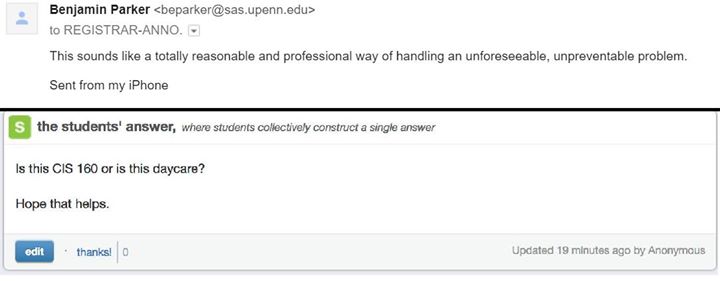 Benjamin Parker <beparker@sas.upenn.edu>
to REGISTRAR-ANNO.
This sounds like a totally reasonable and professional way of handling an unforeseeable, unpreventable problem.
Sent from my iPhone
S the students' answer, where students collectively construct a single answer
Is this CIS 160 or is this daycare?
Hope that helps.
edit · thanks! 0 Updated 19 minutes ago by Anonymous